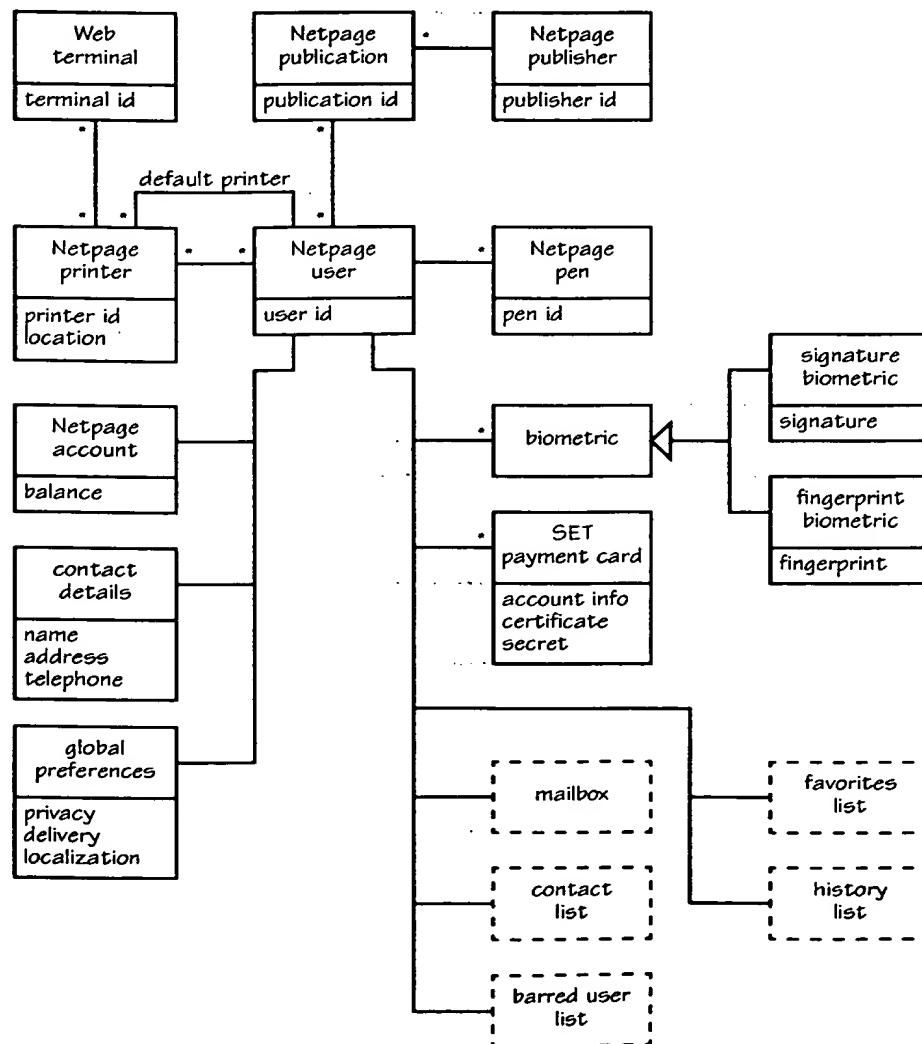 Web
terminal
terminal id
Netpage
publication
publication id
*
Netpage
publisher
publisher id
*
*
default printer
*
*
*
Netpage
printer
printer id
location
*
*
Netpage
user
user id
*
Netpage
pen
pen id
signature
biometric
signature
Netpage
account
balance
*
biometric
fingerprint
biometric
fingerprint
contact
details
name
address
telephone
*
SET
payment card
account info
certificate
secret
global
preferences
privacy
delivery
localization
mailbox
favorites
list
contact
list
history
list
barred user
list